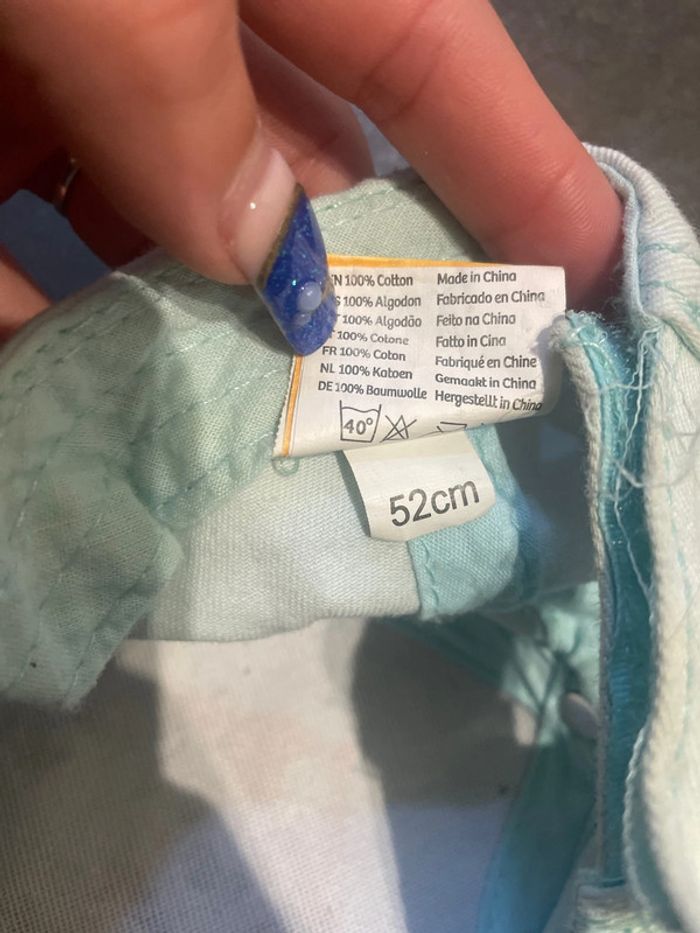 100% Cotton Made in China
100% Algodon Fabricado en China
100% Algodão Feito na China
100% Cotone Fatto in Cina
FR 100% Coton Fabriqué en Chine
NL 100% Katoen Gemaakt in China
DE 100% Baumwolle Hergestellt in China
40°
52cm